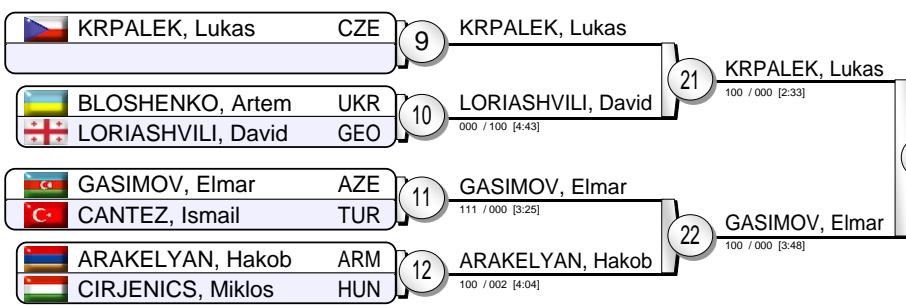 KRPALEK, Lukas CZE
9
KRPALEK, Lukas
21
KRPALEK, Lukas
100 / 000 [2:33]
BLOSHENKO, Artem UKR
LORIASHVILI, David GEO
10
LORIASHVILI, David
000 / 100 [4:43]
GASIMOV, Elmar AZE
CANTEZ, Ismail TUR
11
GASIMOV, Elmar
111 / 000 [3:25]
22
GASIMOV, Elmar
100 / 000 [3:48]
ARAKELYAN, Hakob ARM
CIRJENICS, Miklos HUN
12
ARAKELYAN, Hakob
100 / 002 [4:04]